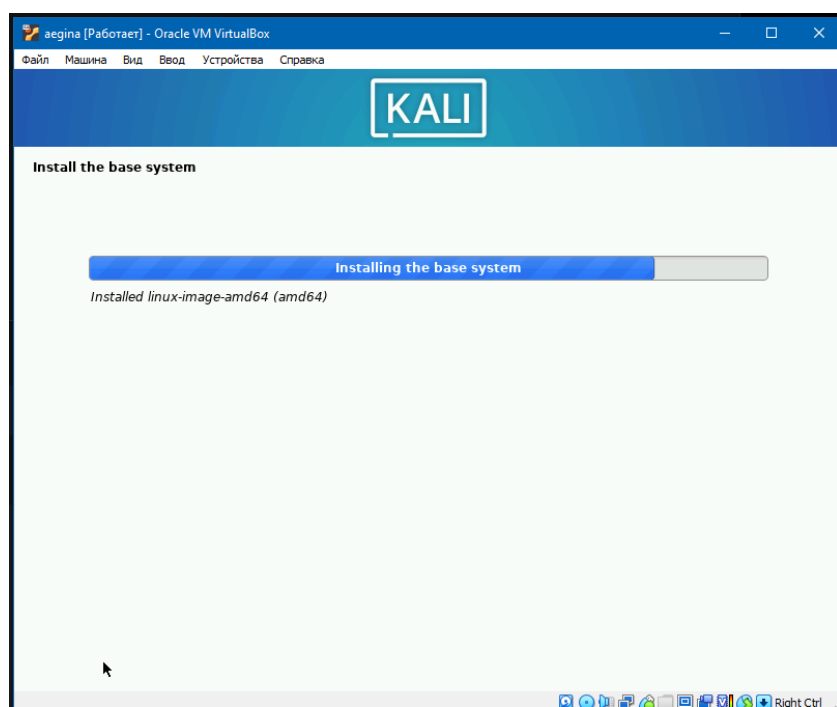 aegina [Работает] - Oracle VM VirtualBox
Файл Машина Вид Ввод Устройства Справка
KALI
Install the base system
Installing the base system
Installed linux-image-amd64 (amd64)
Right Ctrl